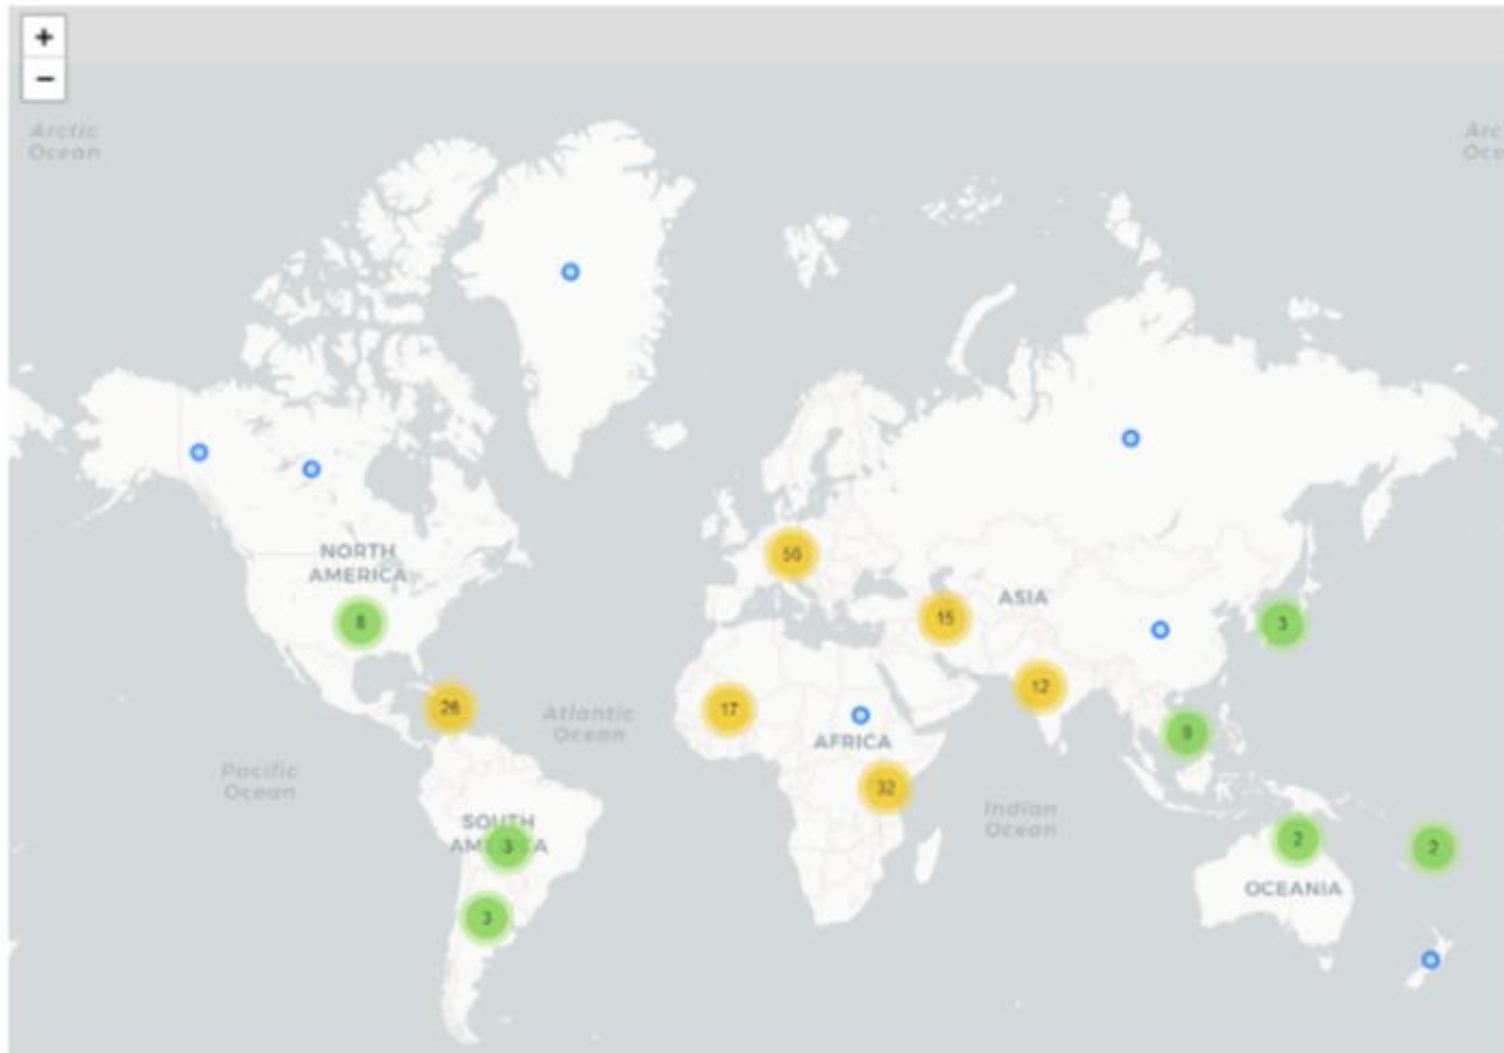 +
−
Arctic
Ocean
Arc
Oce
NORTH
AMERICA
8
26
Atlantic
Ocean
Pacific
Ocean
SOUTH
3
3
56
15
ASIA
3
17
12
AFRICA
9
32
Indian
Ocean
2
2
OCEANIA